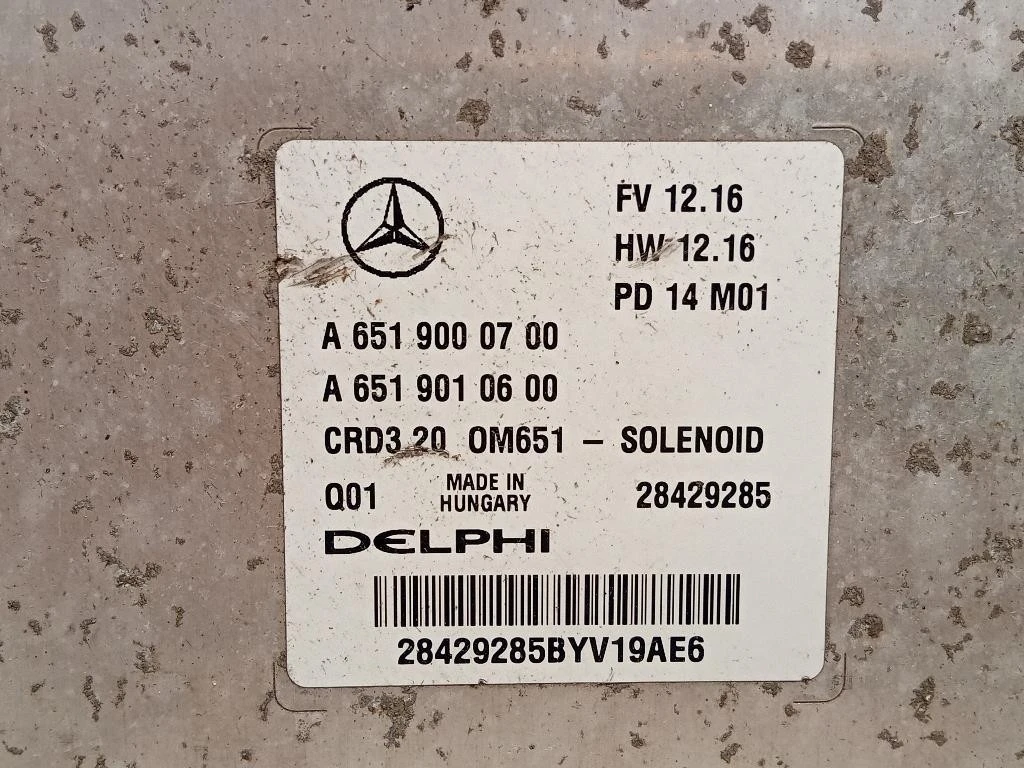 FV 12.16
HW 12.16
PD 14 M01
A 651 900 07 00
A 651 901 06 00
CRD3.20 OM651 – SOLENOID
Q01 MADE IN HUNGARY 28429285
DELPHI
28429285BYV19AE6